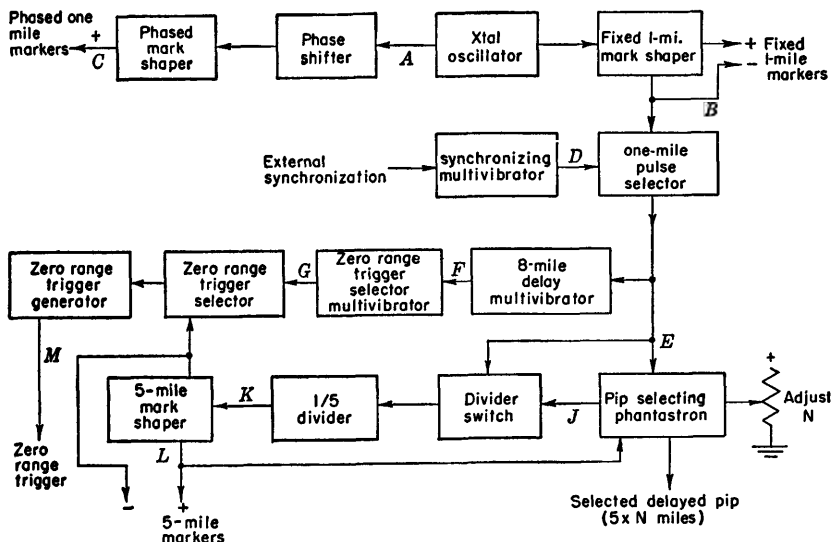 Phased one
mile
markers
+
C
Phased
mark
shaper
Phase
shifter
A
Xtal
oscillator
Fixed 1-mi.
mark shaper
+
-
Fixed
1-mile
markers
B
External
synchronization
synchronizing
multivibrator
D
one-mile
pulse
selector
Zero range
trigger
generator
Zero range
trigger
selector
G
Zero range
trigger
selector
multivibrator
F
8-mile
delay
multivibrator
E
M
5-mile
mark
shaper
K
1/5
divider
Divider
switch
J
Pip selecting
phantastron
+
Adjust
N
L
Zero
range
trigger
-
+
5-mile
markers
Selected delayed pip
(5x N miles)